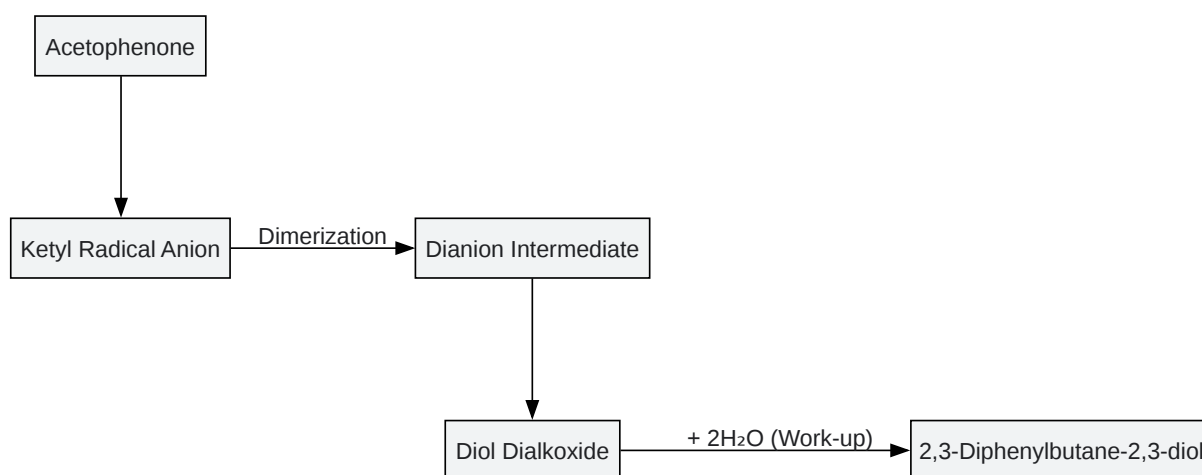 Acetophenone
Ketyl Radical Anion
Dimerization
Dianion Intermediate
Diol Dialkoxide
+ 2H₂O (Work-up)
2,3-Diphenylbutane-2,3-diol